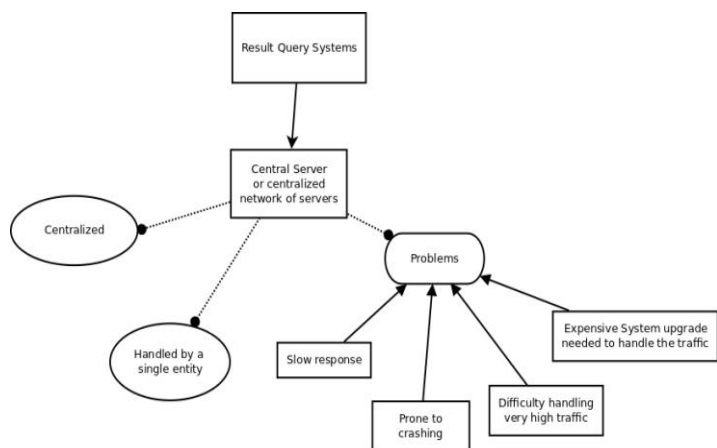 Result Query Systems
Central Server
or centralized
network of servers
Centralized
Problems
Handled by a
single entity
Slow response
Prone to
crashing
Difficulty handling
very high traffic
Expensive System upgrade
needed to handle the traffic